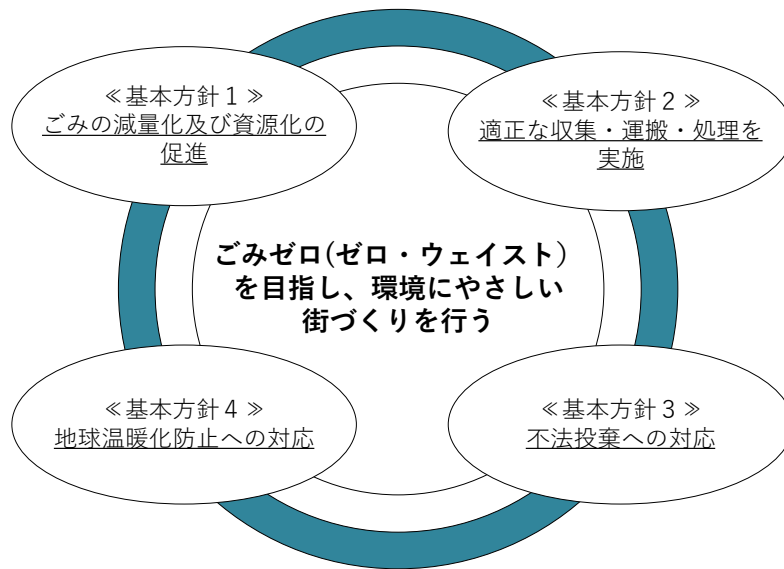 ≪基本方針１≫
ごみの減量化及び資源化の
促進
≪基本方針２≫
適正な収集・運搬・処理を
実施
ごみゼロ(ゼロ・ウェイスト)
を目指し、環境にやさしい
街づくりを行う
≪基本方針４≫
地球温暖化防止への対応
≪基本方針３≫
不法投棄への対応